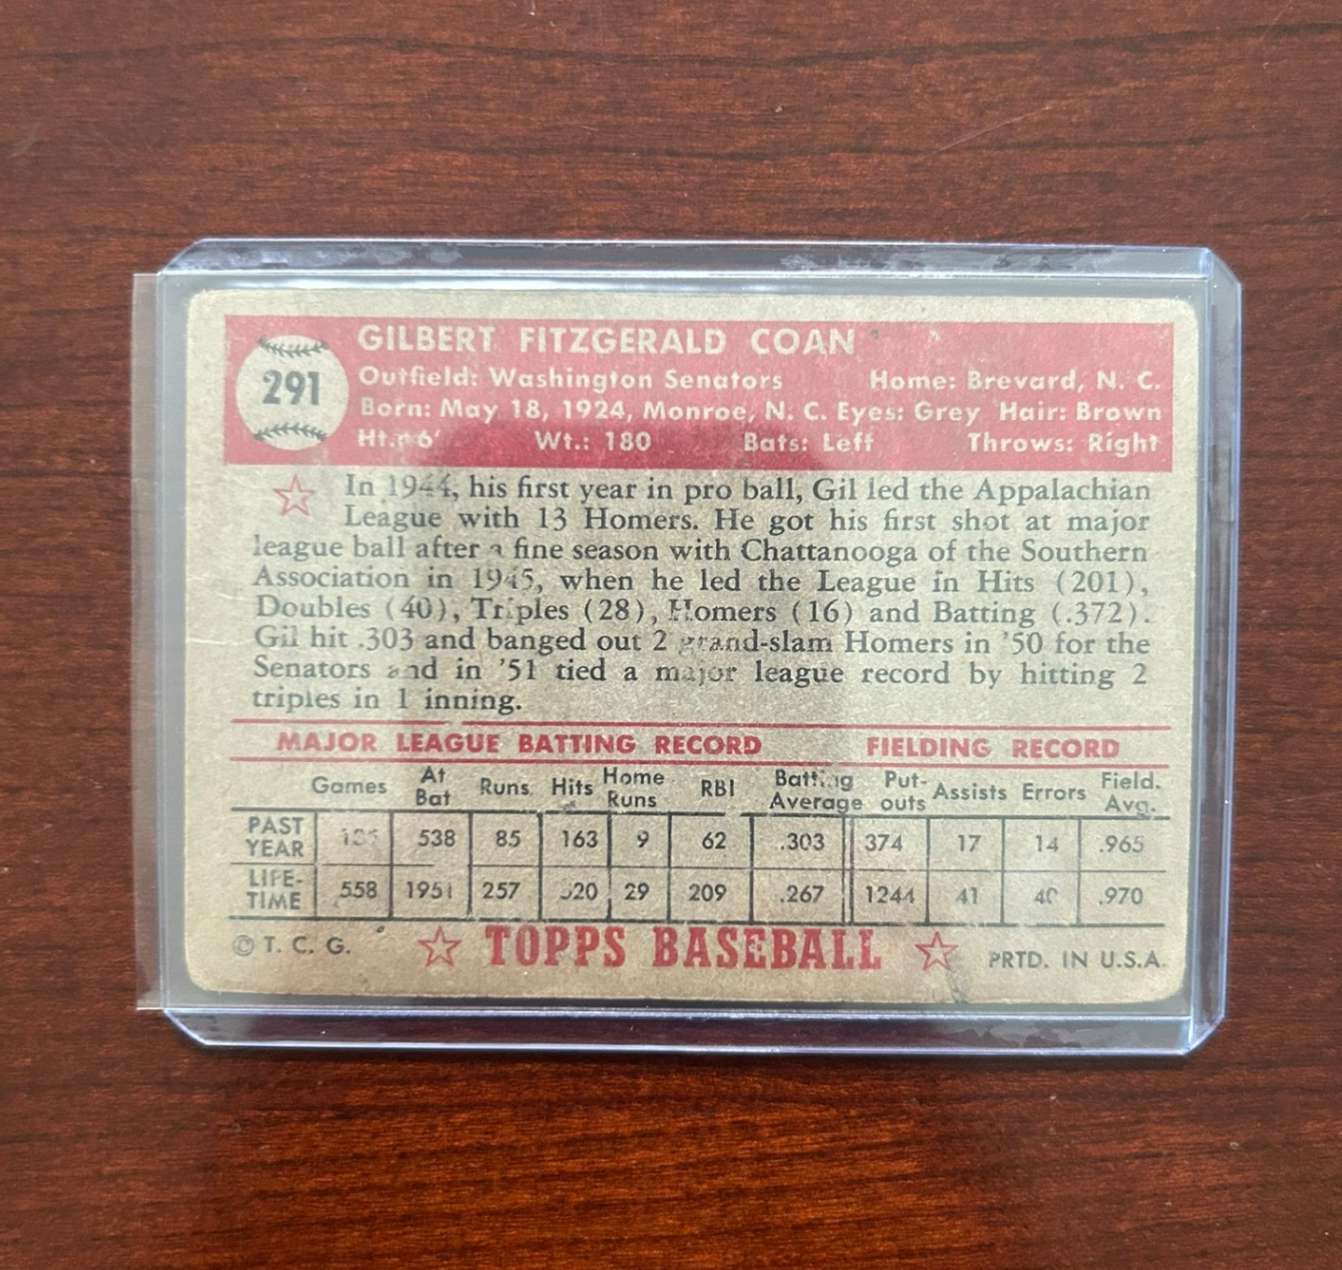 GILBERT FITZGERALD COAN
291
Outfield: Washington Senators Home: Brevard, N. C.
Born: May 18, 1924, Monroe, N. C. Eyes: Grey Hair: Brown
Ht.: 6' Wt.: 180 Bats: Left Throws: Right
In 1944, his first year in pro ball, Gil led the Appalachian
League with 13 Homers. He got his first shot at major
league ball after a fine season with Chattanooga of the Southern
Association in 1945, when he led the League in Hits (201),
Doubles (40), Triples (28), Homers (16) and Batting (.372).
Gil hit .303 and banged out 2 grand-slam Homers in '50 for the
Senators and in '51 tied a major league record by hitting 2
triples in 1 inning.
MAJOR LEAGUE BATTING RECORD FIELDING RECORD
Games At Bat Runs Hits Home Runs RBI Batting Average Put-outs Assists Errors Field. Avg.
PAST YEAR 538 85 163 9 62 .303 374 17 14 .965
LIFE-TIME 558 1951 257 29 209 .267 1244 41 .970
© T. C. G. TOPPS BASEBALL PRTD. IN U.S.A.